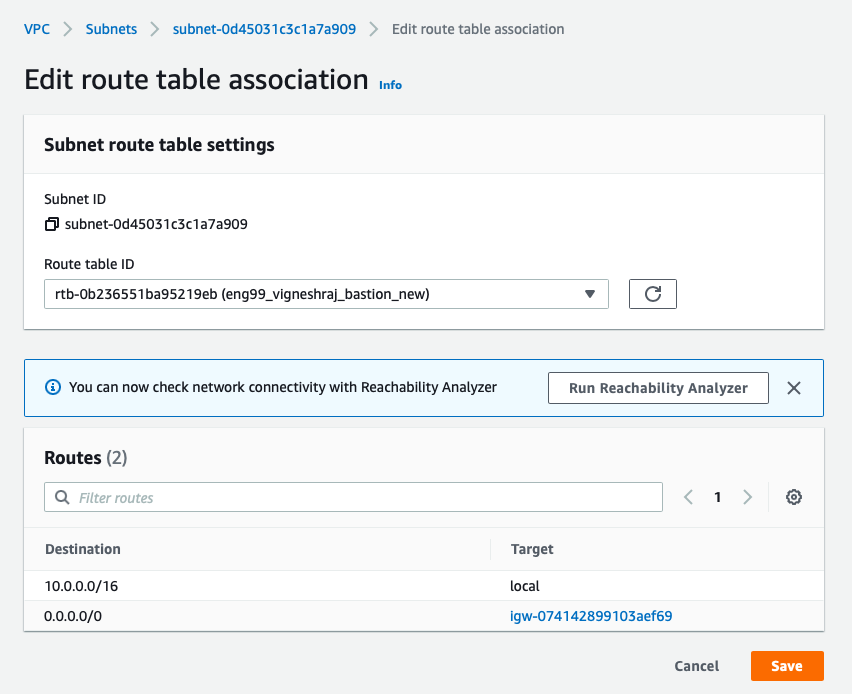 VPC > Subnets > subnet-0d45031c3c1a7a909 > Edit route table association
Edit route table association Info
Subnet route table settings
Subnet ID
subnet-0d45031c3c1a7a909
Route table ID
rtb-0b236551ba95219eb (eng99_vigneshraj_bastion_new)
You can now check network connectivity with Reachability Analyzer Run Reachability Analyzer
Routes (2)
Filter routes 1
Destination Target
10.0.0.0/16 local
0.0.0.0/0 igw-074142899103aef69
Cancel Save